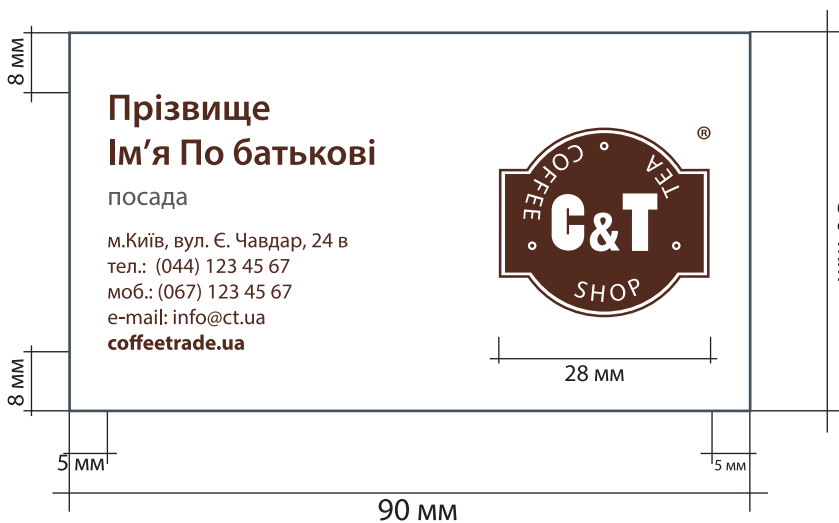 8 мм
Прізвище
Ім’я По батькові
посада
м.Київ, вул. Є. Чавдар, 24 в
тел.: (044) 123 45 67
моб.: (067) 123 45 67
e-mail: info@ct.ua
coffeetrade.ua
®
COFFEE
TEA
C&T
SHOP
28 мм
8 мм
5 мм
5 мм
90 мм